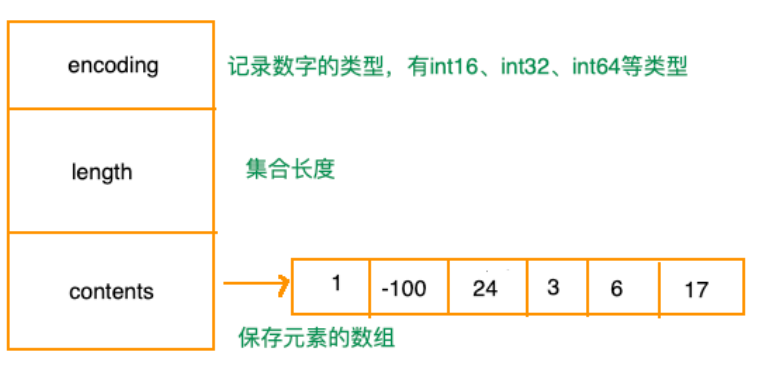 encoding
记录数字的类型，有int16、int32、int64等类型
length
集合长度
contents
1 -100 24 3 6 17
保存元素的数组